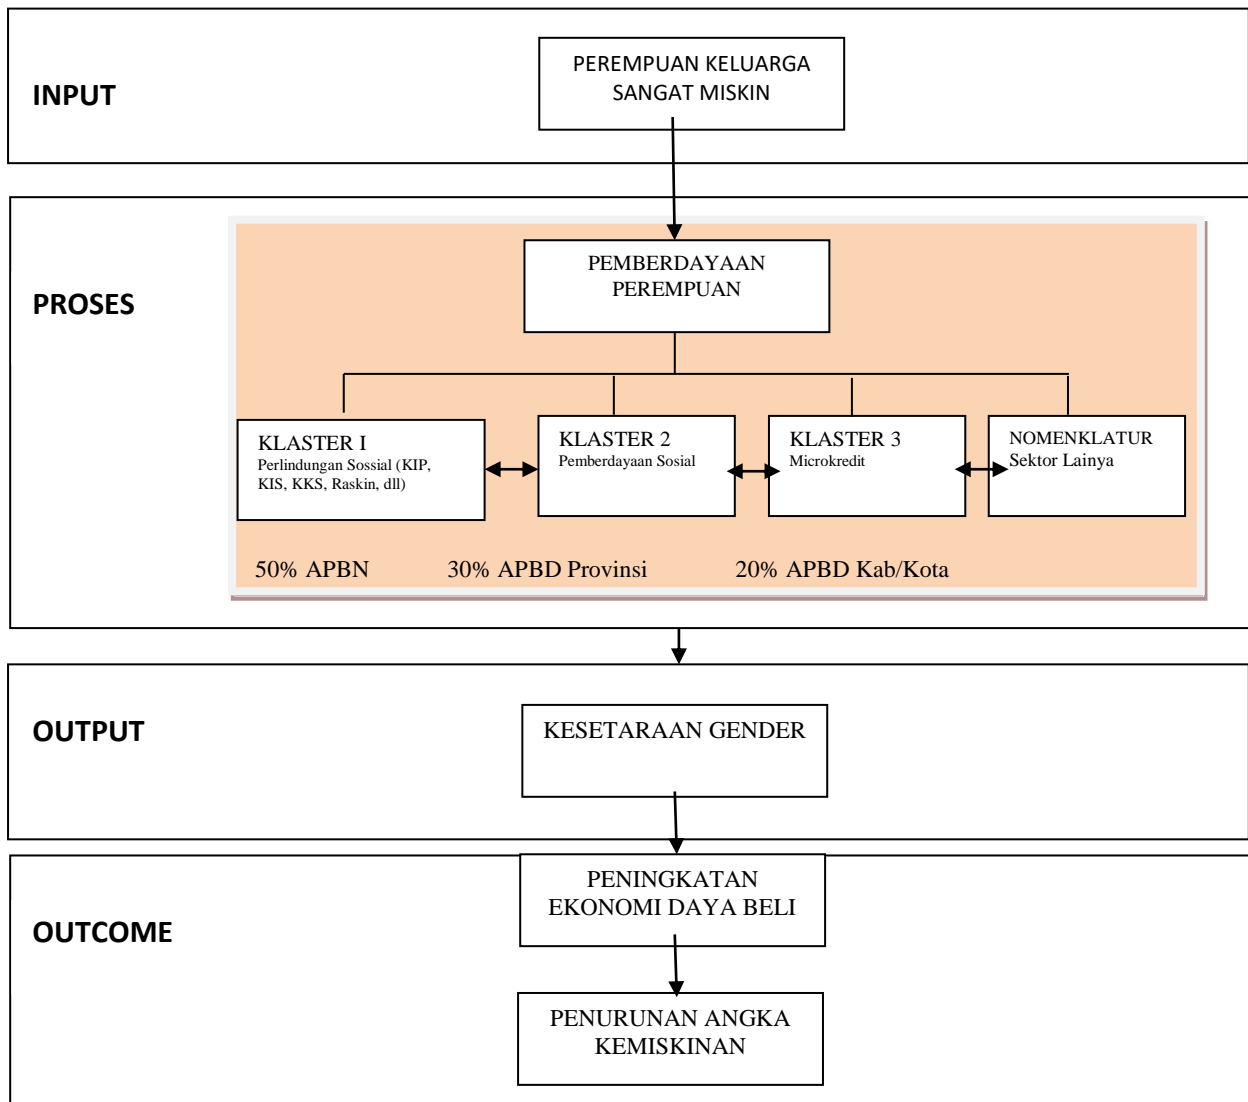 INPUT
PEREMPUAN KELUARGA
SANGAT MISKIN
PROSES
PEMBERDAYAAN
PEREMPUAN
KLASTER I
Perlindungan Sossial (KIP,
KIS, KKS, Raskin, dll)
KLASTER 2
Pemberdayaan Sosial
KLASTER 3
Microkredit
NOMENKLATUR
Sektor Lainya
50% APBN
30% APBD Provinsi
20% APBD Kab/Kota
OUTPUT
KESETARAAN GENDER
OUTCOME
PENINGKATAN
EKONOMI DAYA BELI
PENURUNAN ANGKA
KEMISKINAN